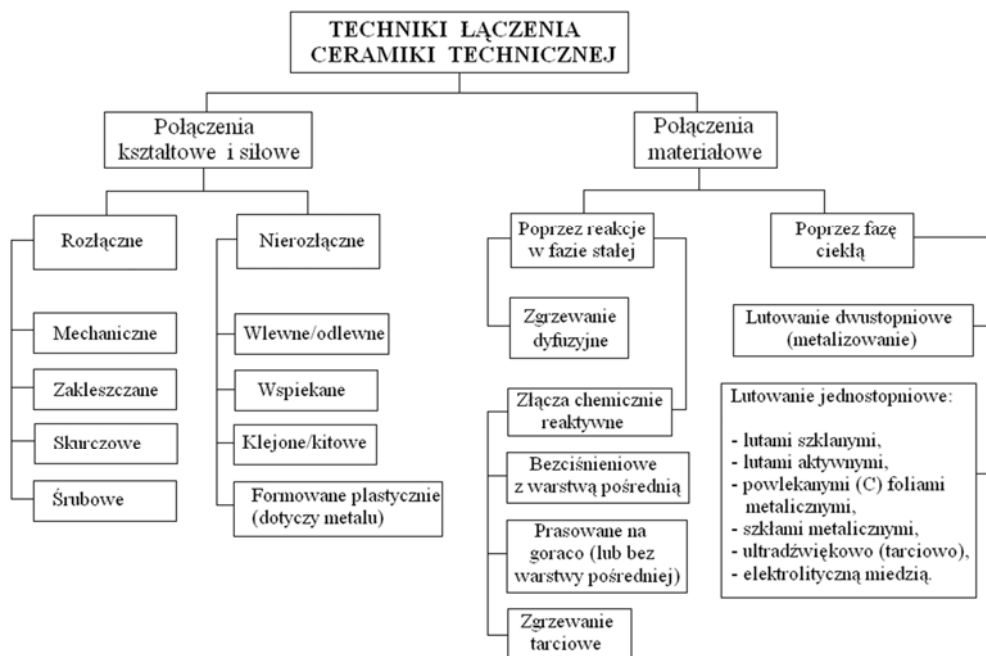 TECHNIKI ŁĄCZENIA
CERAMIKI TECHNICZNEJ
Połączenia
kształtowe i siłowe
Połączenia
materiałowe
Rozłączne
Nierozłączne
Poprzez reakcje
w fazie stałej
Poprzez fazę
ciekłą
Mechaniczne
Zakleszczane
Skurczowe
Śrubowe
Wlewne/odlewne
Wspiekane
Klejone/kitowe
Formowane plastycznie
(dotyczy metalu)
Zgrzewanie
dyfuzyjne
Złącza chemicznie
reaktywne
Bezciśnieniowe
z warstwą pośrednią
Prasowane na
goraco (lub bez
warstwy pośredniej)
Zgrzewanie
tarciowe
Lutowanie dwustopniowe
(metalizowanie)
Lutowanie jednostopniowe:
- lutami szklanymi,
- lutami aktywnymi,
- powlekanymi (C) foliami
metalicznymi,
- szkłami metalicznymi,
- ultradźwiękowo (tarciowo),
- elektrolityczną miedzią.